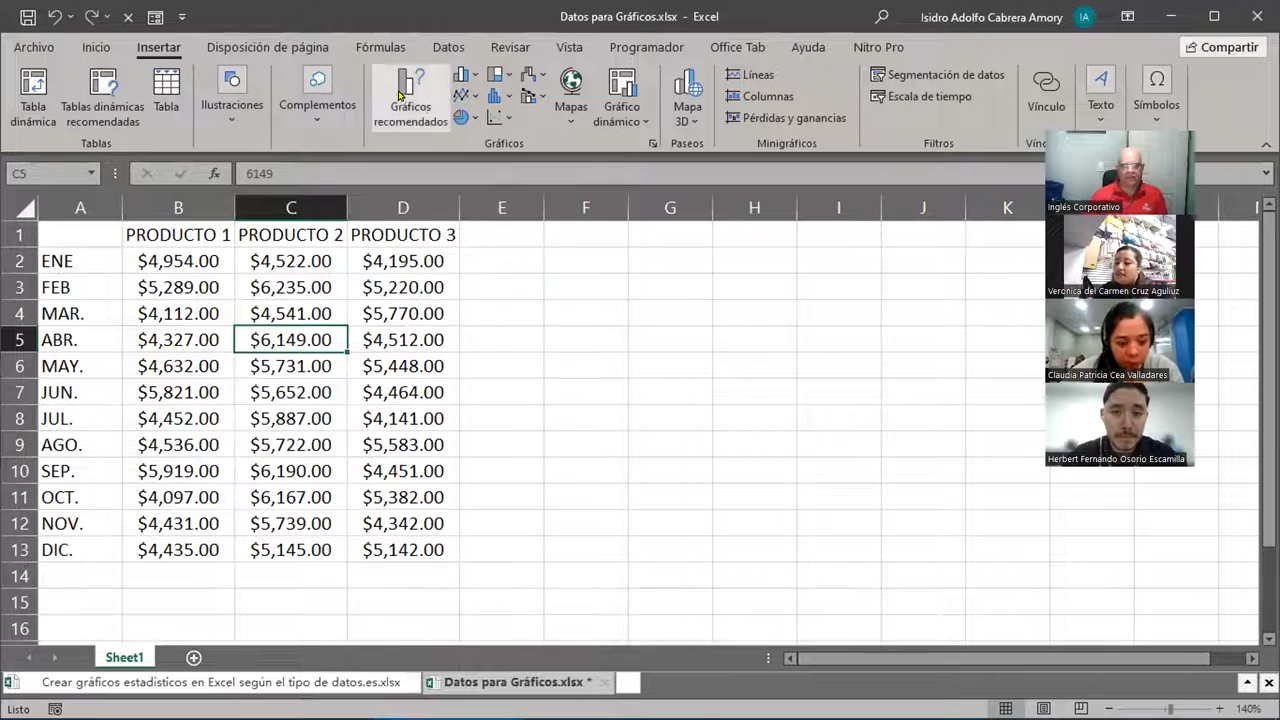 Datos para Gráficos.xlsx - Excel
Isidro Adolfo Cabrera Amory
IA
Archivo Inicio Insertar Disposición de página Fórmulas Datos Revisar Vista Programador Office Tab Ayuda Nitro Pro Compartir
Tabla dinámica
Tablas dinámicas recomendadas
Tabla
Tablas
Ilustraciones
Complementos
Gráficos recomendados
Mapas
Gráfico dinámico
Gráficos
Mapa 3D
Paseos
Líneas
Columnas
Pérdidas y ganancias
Minigráficos
Segmentación de datos
Escala de tiempo
Filtros
Vínculo
Texto
Símbolos
C5 fx 6149
A B C D E F G H I J K
1 PRODUCTO 1 PRODUCTO 2 PRODUCTO 3
2 ENE $4,954.00 $4,522.00 $4,195.00
3 FEB $5,289.00 $6,235.00 $5,220.00
4 MAR. $4,112.00 $4,541.00 $5,770.00
5 ABR. $4,327.00 $6,149.00 $4,512.00
6 MAY. $4,632.00 $5,731.00 $5,448.00
7 JUN. $5,821.00 $5,652.00 $4,464.00
8 JUL. $4,452.00 $5,887.00 $4,141.00
9 AGO. $4,536.00 $5,722.00 $5,583.00
10 SEP. $5,919.00 $6,190.00 $4,451.00
11 OCT. $4,097.00 $6,167.00 $5,382.00
12 NOV. $4,431.00 $5,739.00 $4,342.00
13 DIC. $4,435.00 $5,145.00 $5,142.00
14
15
16
Inglés Corporativo
Veronica del Carmen Cruz Aguiluz
Claudia Patricia Cea Valladares
Herbert Fernando Osorio Escamilla
Sheet1
Crear gráficos estadísticos en Excel según el tipo de datos.es.xlsx
Datos para Gráficos.xlsx *
Listo
140%